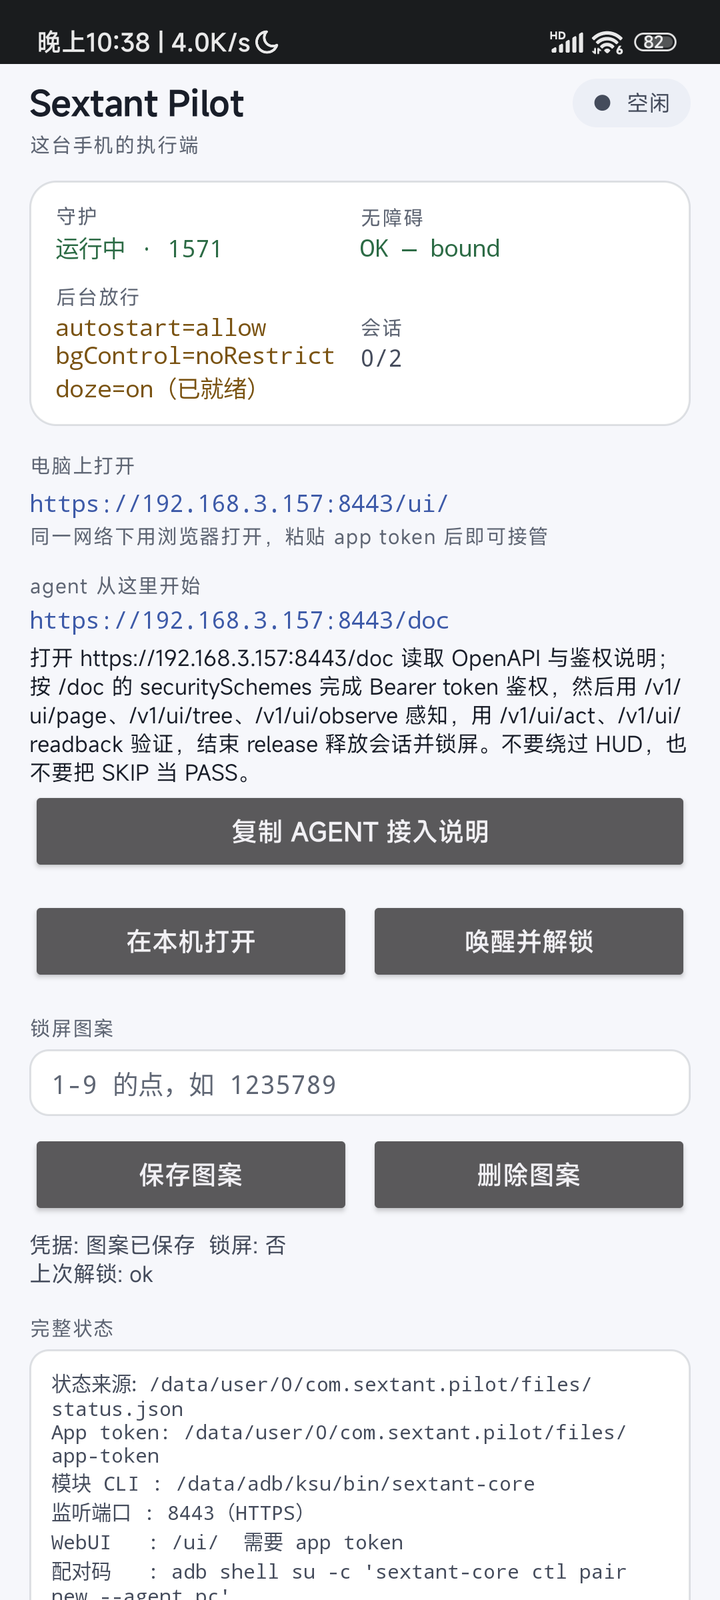 晚上10:38 | 4.0K/s
HD
6
82
Sextant Pilot
空闲
这台手机的执行端
守护
运行中 · 1571
无障碍
OK — bound
后台放行
autostart=allow
bgControl=noRestrict
doze=on（已就绪）
会话
0/2
电脑上打开
https://192.168.3.157:8443/ui/
同一网络下用浏览器打开，粘贴 app token 后即可接管
agent 从这里开始
https://192.168.3.157:8443/doc
打开 https://192.168.3.157:8443/doc 读取 OpenAPI 与鉴权说明；
按 /doc 的 securitySchemes 完成 Bearer token 鉴权，然后用 /v1/
ui/page、/v1/ui/tree、/v1/ui/observe 感知，用 /v1/ui/act、/v1/ui/
readback 验证，结束 release 释放会话并锁屏。不要绕过 HUD，也
不要把 SKIP 当 PASS。
复制 AGENT 接入说明
在本机打开
唤醒并解锁
锁屏图案
1-9 的点，如 1235789
保存图案
删除图案
凭据: 图案已保存 锁屏: 否
上次解锁: ok
完整状态
状态来源: /data/user/0/com.sextant.pilot/files/
status.json
App token: /data/user/0/com.sextant.pilot/files/
app-token
模块 CLI : /data/adb/ksu/bin/sextant-core
监听端口 : 8443（HTTPS）
WebUI : /ui/ 需要 app token
配对码 : adb shell su -c 'sextant-core ctl pair
new --agent pc'